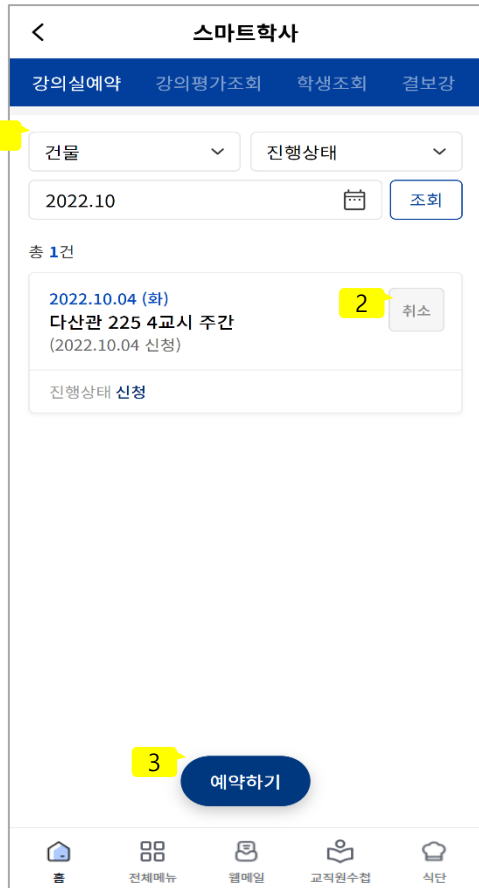 스마트학사
강의실예약 강의평가조회 학생조회 결보강
건물 진행상태
2022.10 조회
총 1건
2022.10.04 (화)
다산관 225 4교시 주간
(2022.10.04 신청)
2 취소
진행상태 신청
3
예약하기
홈 전체메뉴 웹메일 교직원수첩 식단